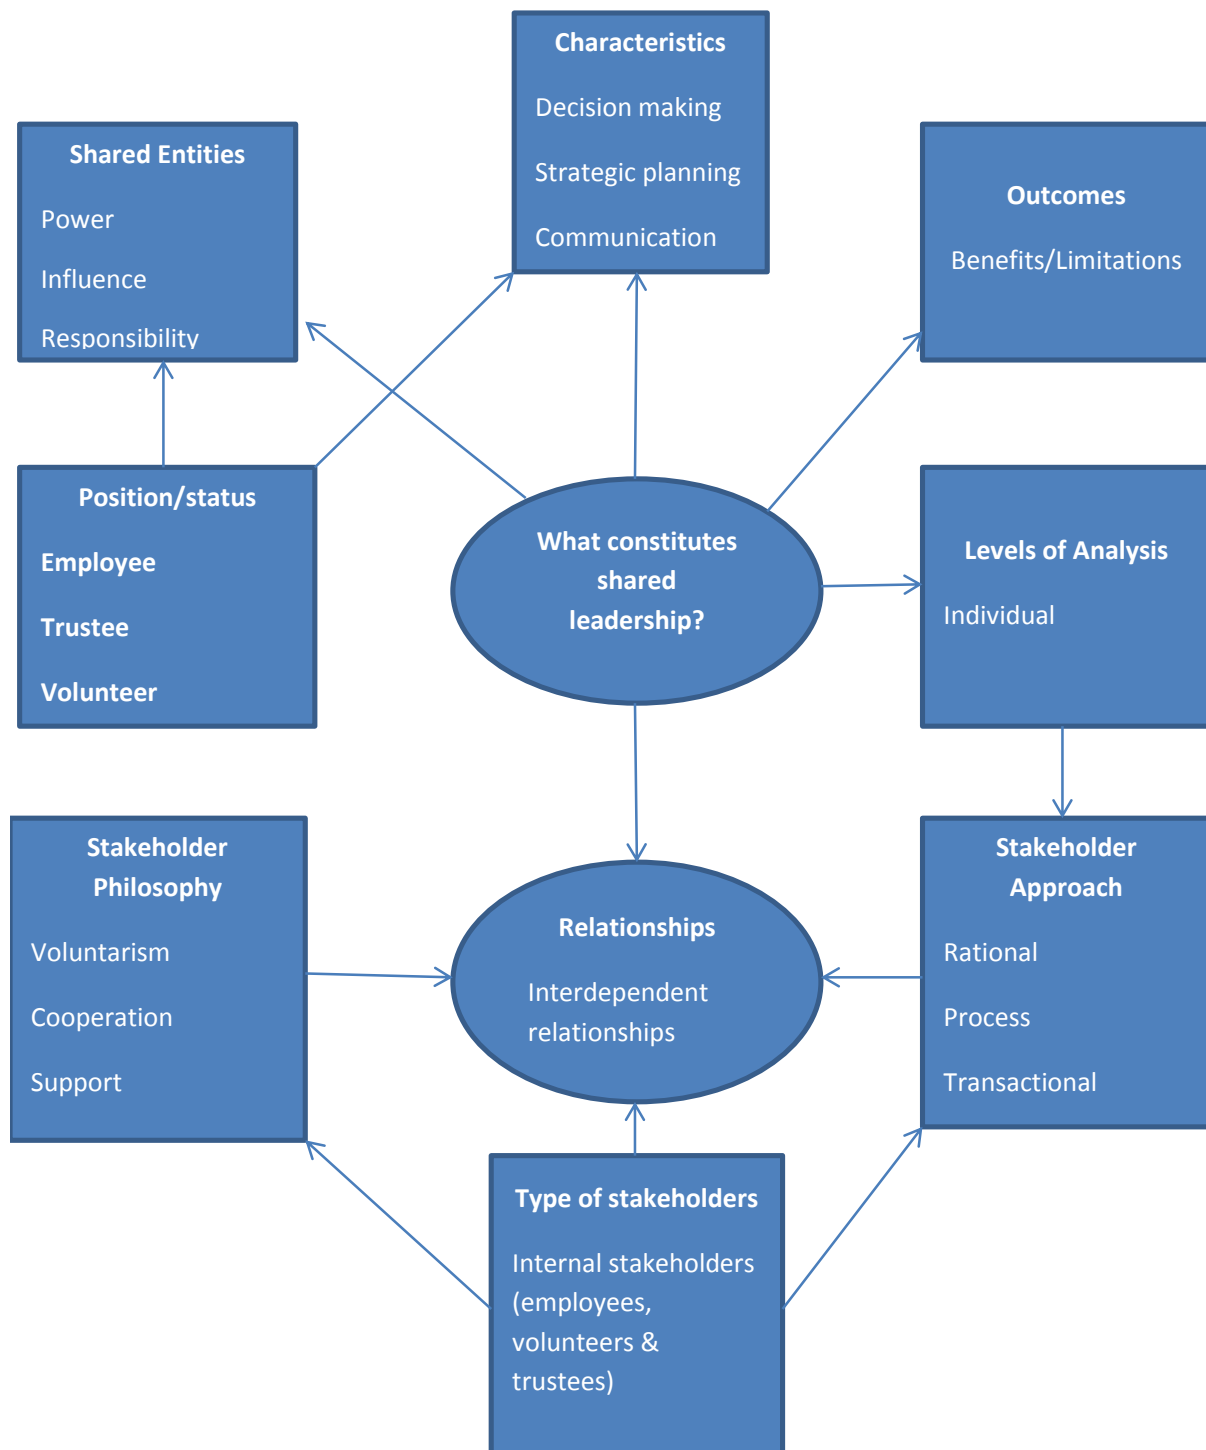 Characteristics
Decision making
Strategic planning
Communication
Shared Entities
Power
Influence
Responsibility
Outcomes
Benefits/Limitations
Position/status
Employee
Trustee
Volunteer
What constitutes
shared
leadership?
Levels of Analysis
Individual
Stakeholder
Philosophy
Voluntarism
Cooperation
Support
Relationships
Interdependent
relationships
Stakeholder
Approach
Rational
Process
Transactional
Type of stakeholders
Internal stakeholders
(employees,
volunteers &
trustees)